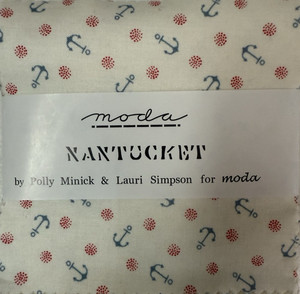 moda
NANTUCKET
by Polly Minick & Lauri Simpson for moda